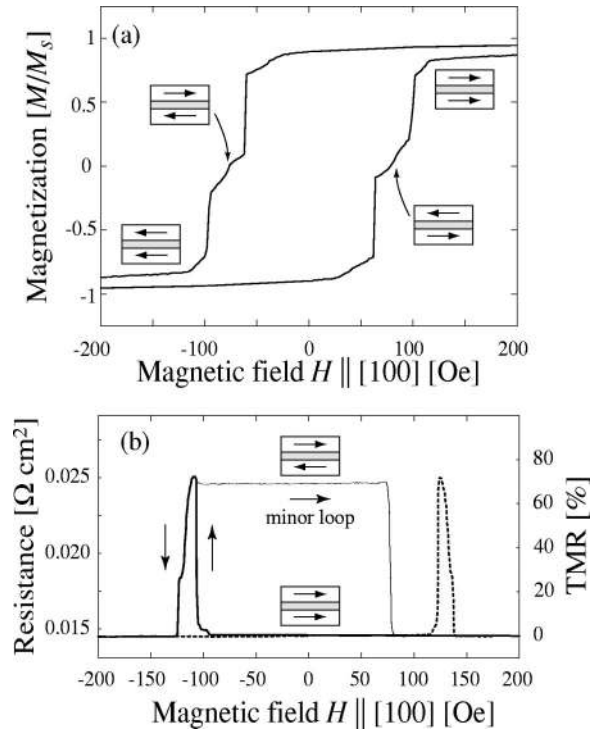 (a)
Magnetization [M/Ms]
1
0.5
0
-0.5
-1
-200 -100 0 100 200
Magnetic field H || [100] [Oe]
(b)
Resistance [Ω cm²]
0.025
0.020
0.015
minor loop
80
60
40
20
0
TMR [%]
-200 -150 -100 -50 0 50 100 150 200
Magnetic field H || [100] [Oe]